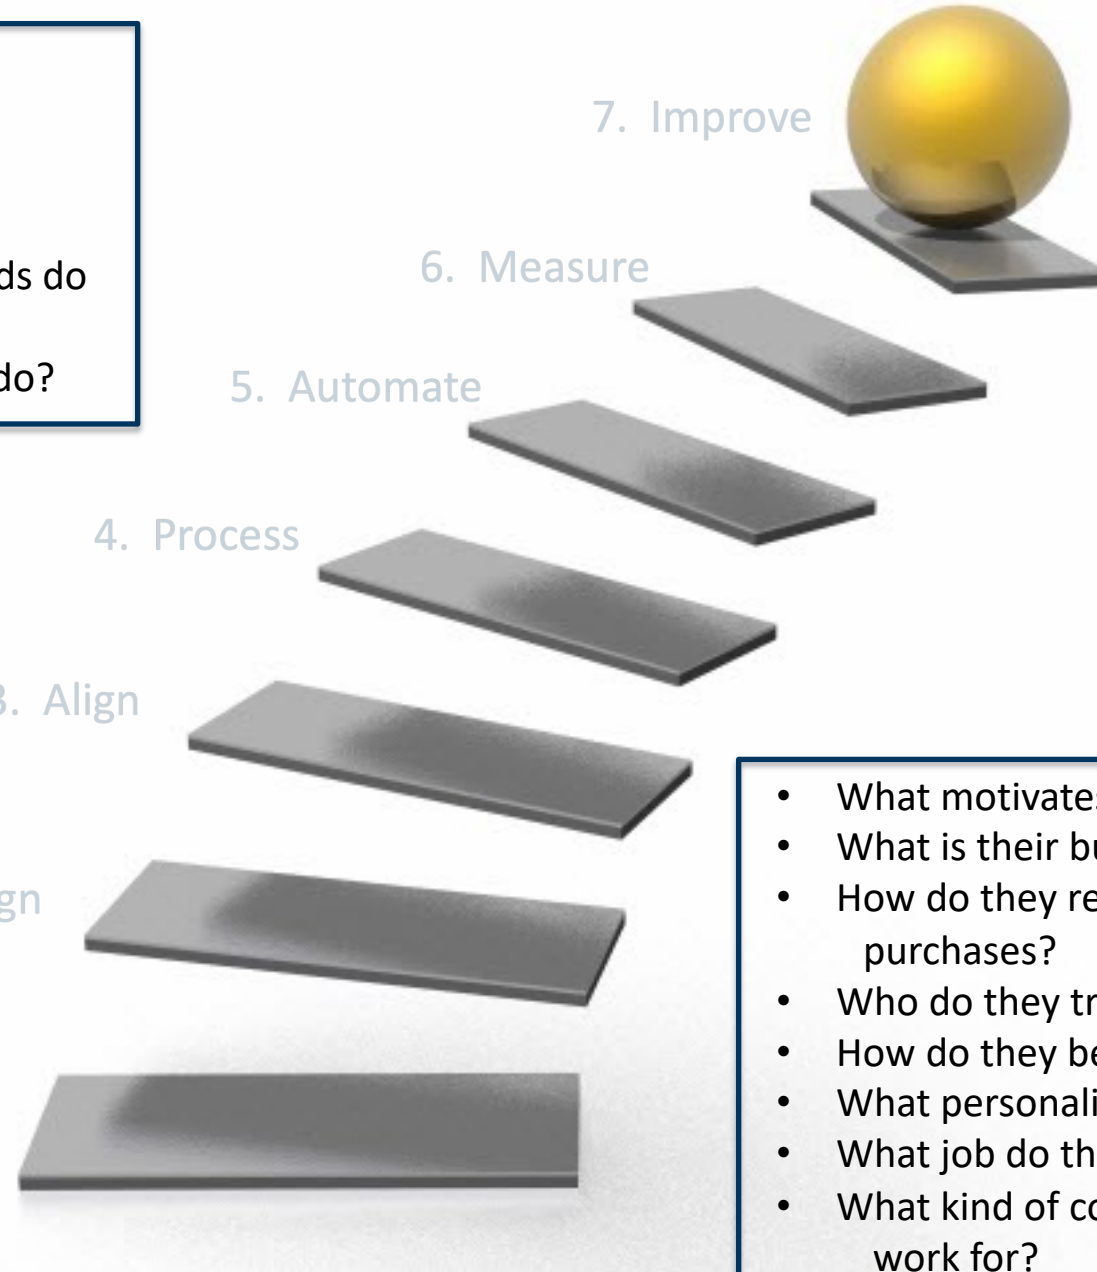 ds do
do?
7. Improve
6. Measure
5. Automate
4. Process
3. Align
gn
• What motivates
• What is their bu
• How do they re
purchases?
• Who do they tr
• How do they be
• What personali
• What job do th
• What kind of co
work for?